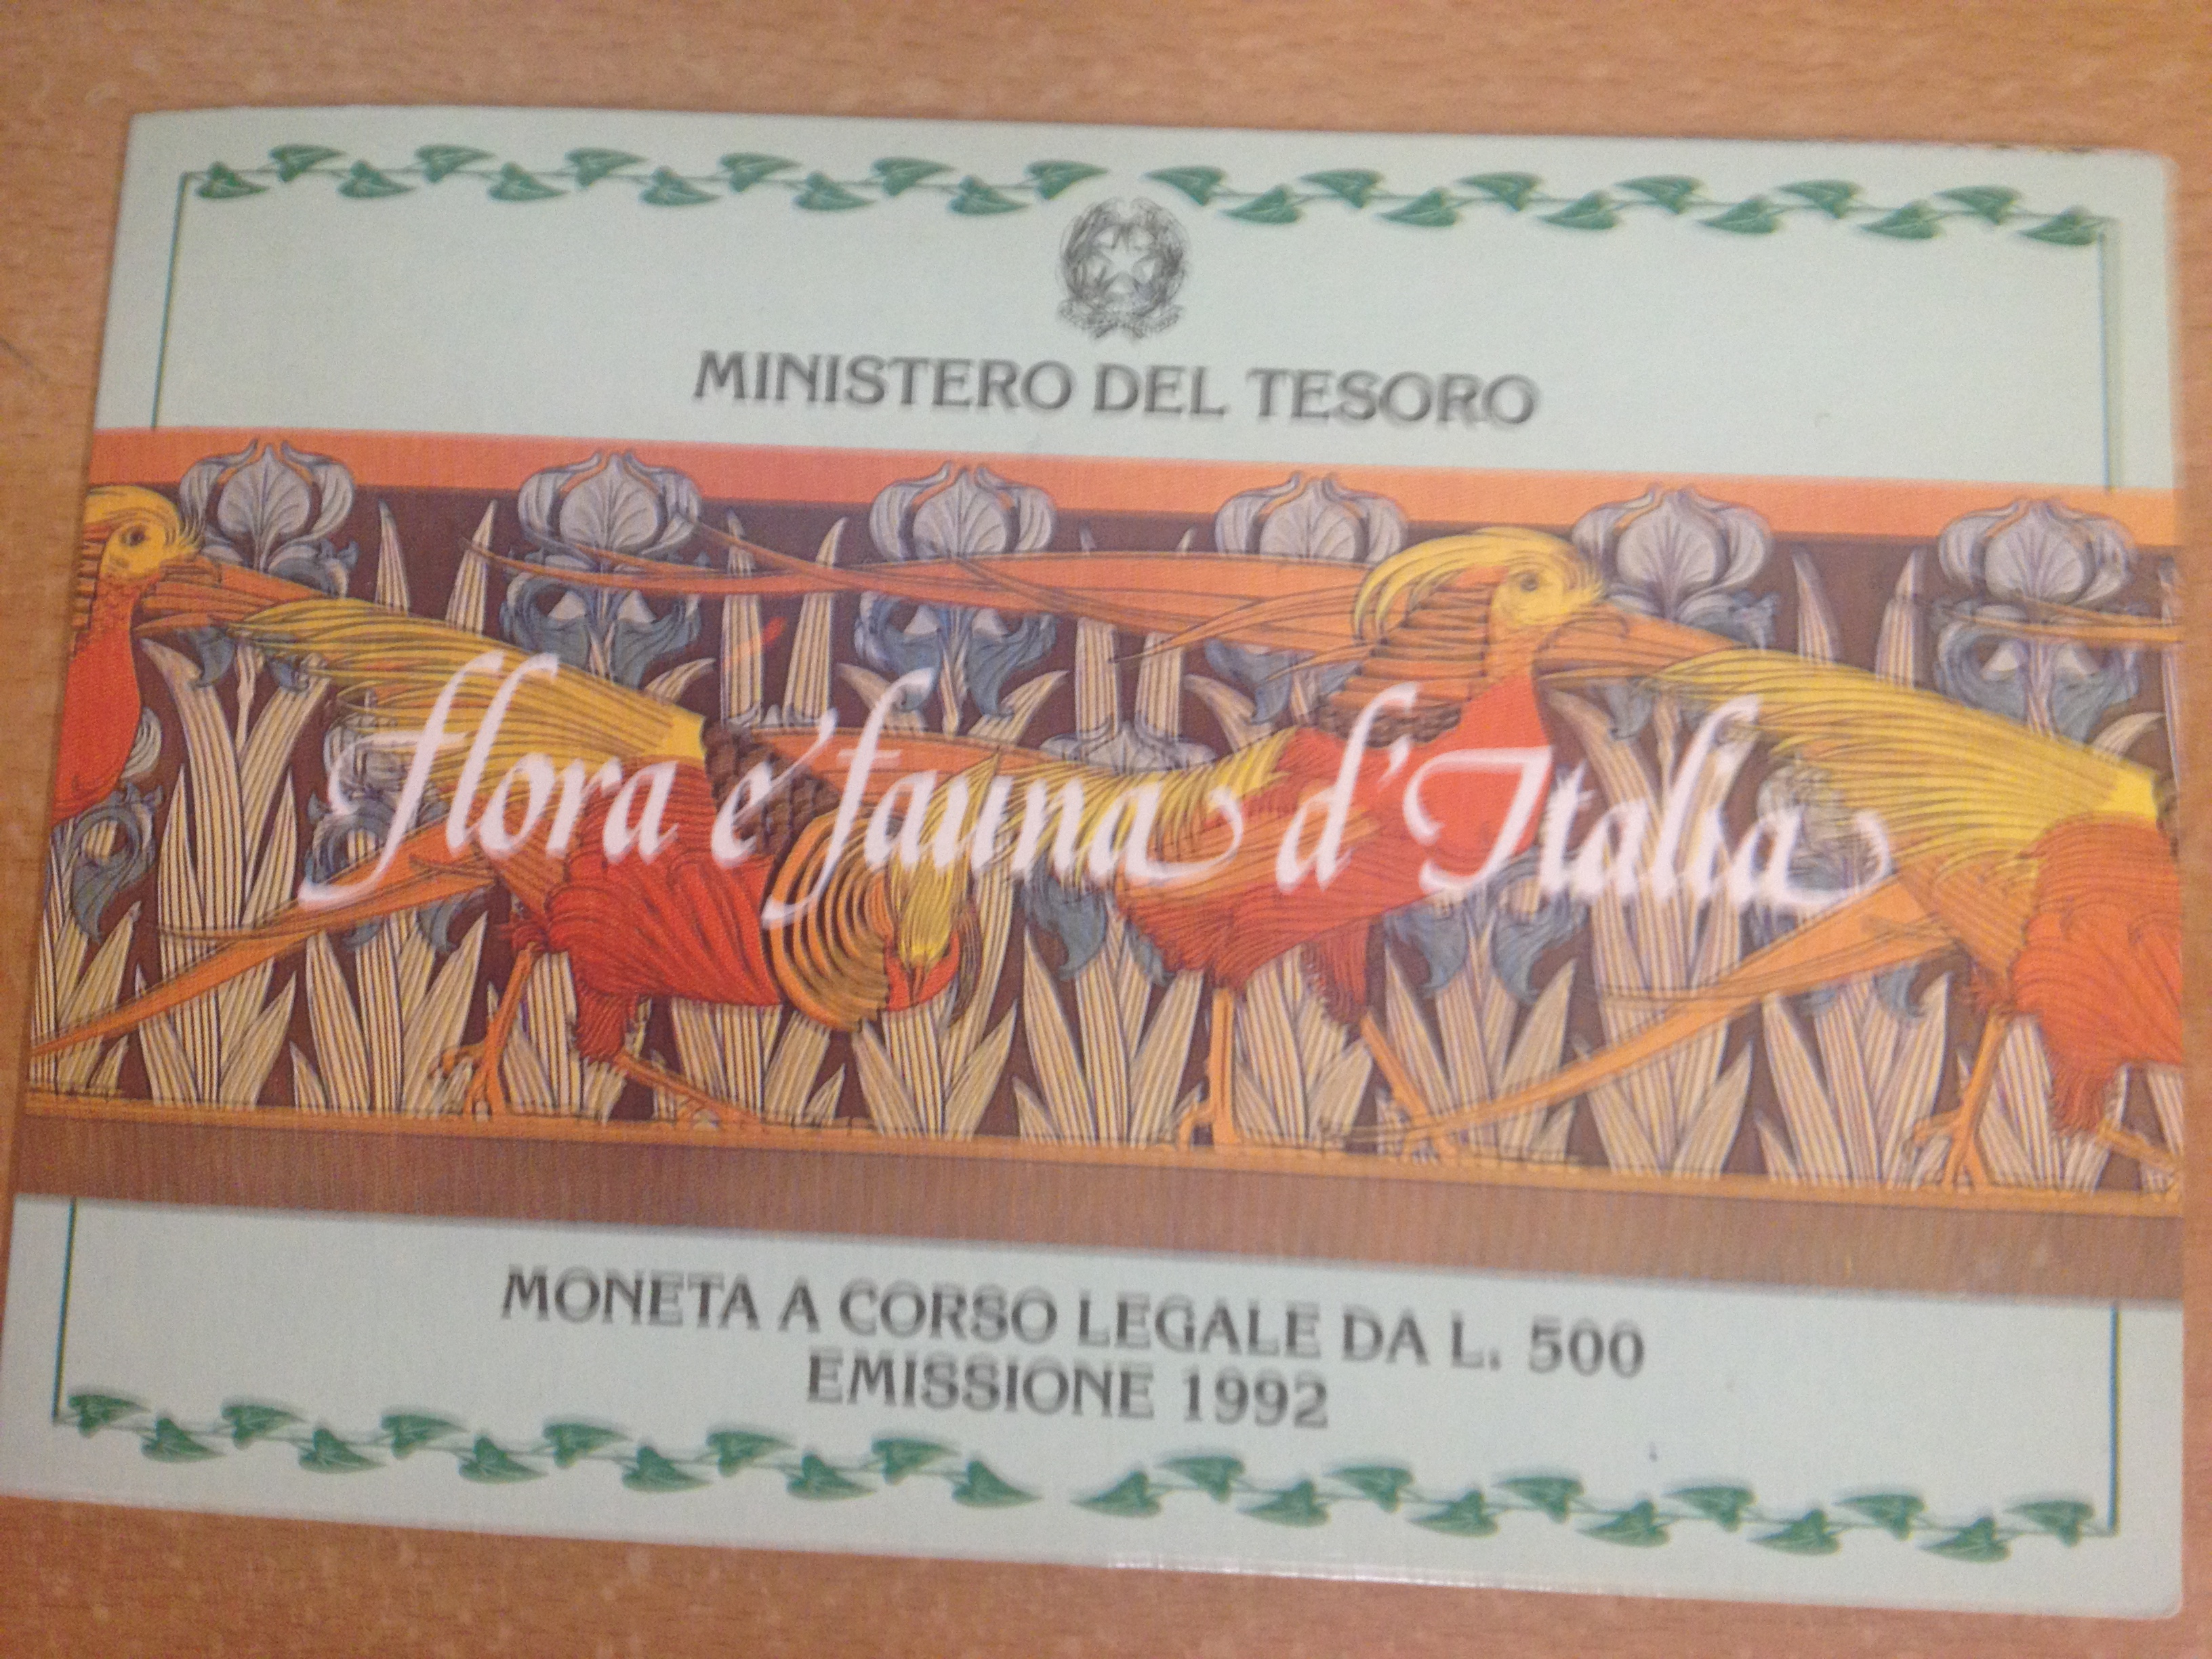 MINISTERO DEL TESORO
flora e fauna d'Italia
MONETA A CORSO LEGALE DA L. 500
EMISSIONE 1992